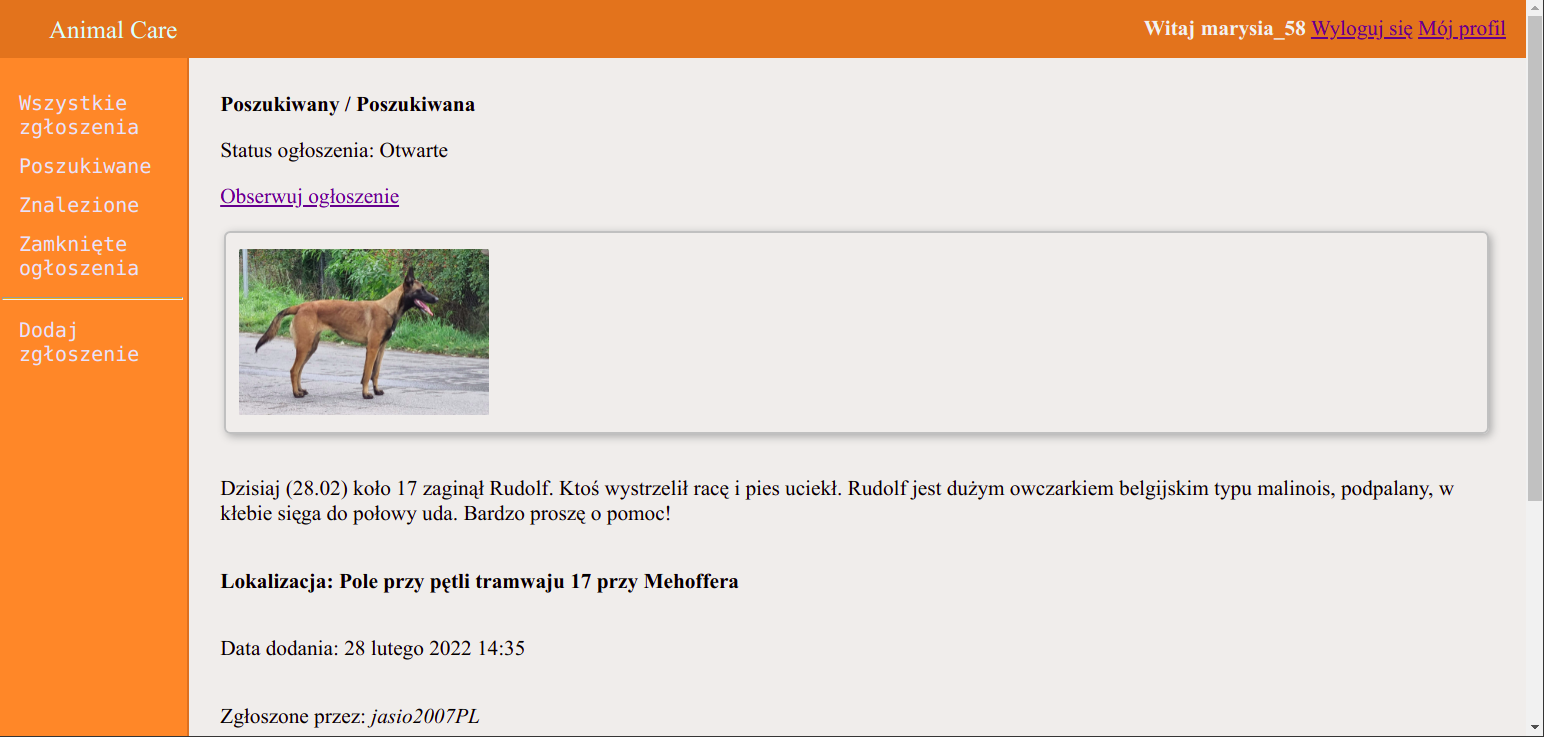 Animal Care
Witaj marysia_58 Wyloguj się Mój profil
Wszystkie
zgłoszenia
Poszukiwane
Znalezione
Zamknięte
ogłoszenia
Dodaj
zgłoszenie
Poszukiwany / Poszukiwana
Status ogłoszenia: Otwarte
Obserwuj ogłoszenie
Dzisiaj (28.02) koło 17 zaginął Rudolf. Ktoś wystrzelił racę i pies uciekł. Rudolf jest dużym owczarkiem belgijskim typu malinois, podpalany, w
kłebie sięga do połowy uda. Bardzo proszę o pomoc!
Lokalizacja: Pole przy pętli tramwaju 17 przy Mehoffera
Data dodania: 28 lutego 2022 14:35
Zgłoszone przez: jasio2007PL